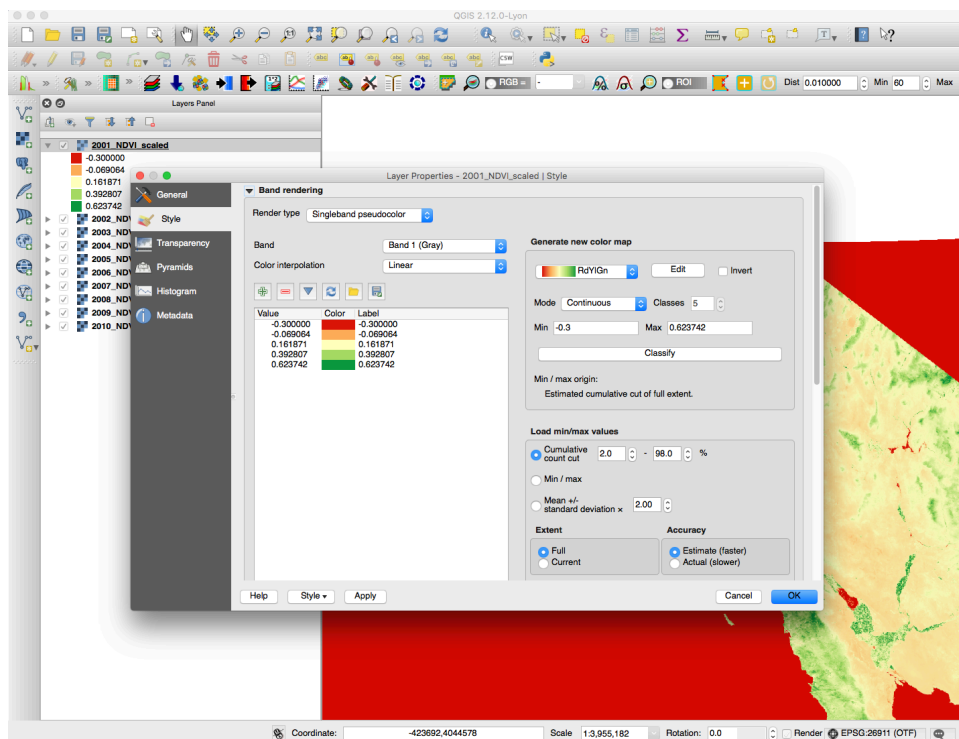 QGIS 2.12.0-Lyon
abc ab abc abc abc abc CSW
RGB = - ROI Dist 0.010000 Min 60 Max
Layers Panel
2001_NDVI_scaled
-0.300000
-0.069064
0.161871
0.392807
0.623742
2002_NDV
2003_NDV
2004_NDV
2005_NDV
2006_NDV
2007_NDV
2008_NDV
2009_NDV
2010_NDV
Layer Properties - 2001_NDVI_scaled | Style
General
Style
Transparency
Pyramids
Histogram
Metadata
Band rendering
Render type Singleband pseudocolor
Band Band 1 (Gray)
Color interpolation Linear
Value Color Label
-0.300000 -0.300000
-0.069064 -0.069064
0.161871 0.161871
0.392807 0.392807
0.623742 0.623742
Generate new color map
RdYlGn Edit Invert
Mode Continuous Classes 5
Min -0.3 Max 0.623742
Classify
Min / max origin:
Estimated cumulative cut of full extent.
Load min/max values
Cumulative
count cut 2.0 - 98.0 %
Min / max
Mean +/-
standard deviation × 2.00
Extent Accuracy
Full Estimate (faster)
Current Actual (slower)
Help Style Apply Cancel OK
Coordinate: -423692,4044578 Scale 1:3,955,182 Rotation: 0.0 Render EPSG:26911 (OTF)